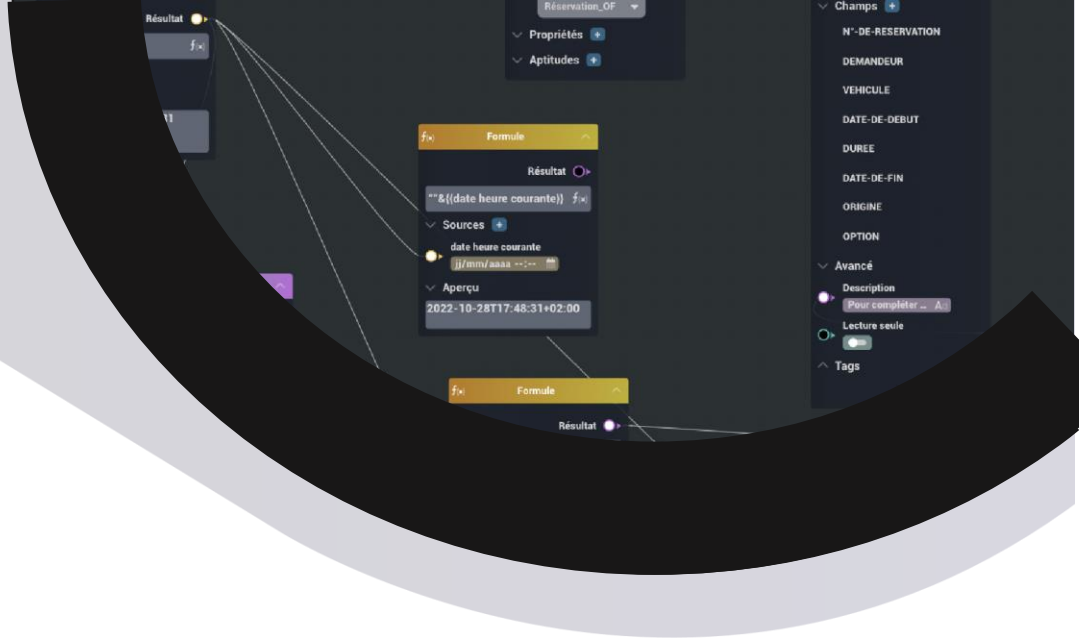 Résultat
f(×)
11
Réservation_OF
Propriétés +
Aptitudes +
f(×) Formule
Résultat
""&{(date heure courante)} f(×)
Sources +
date heure courante
jj/mm/aaaa --:--
Aperçu
2022-10-28T17:48:31+02:00
f(×) Formule
Résultat
Champs +
N°-DE-RESERVATION
DEMANDEUR
VEHICULE
DATE-DE-DEBUT
DUREE
DATE-DE-FIN
ORIGINE
OPTION
Avancé
Description
Pour compléter ..
Lecture seule
Tags